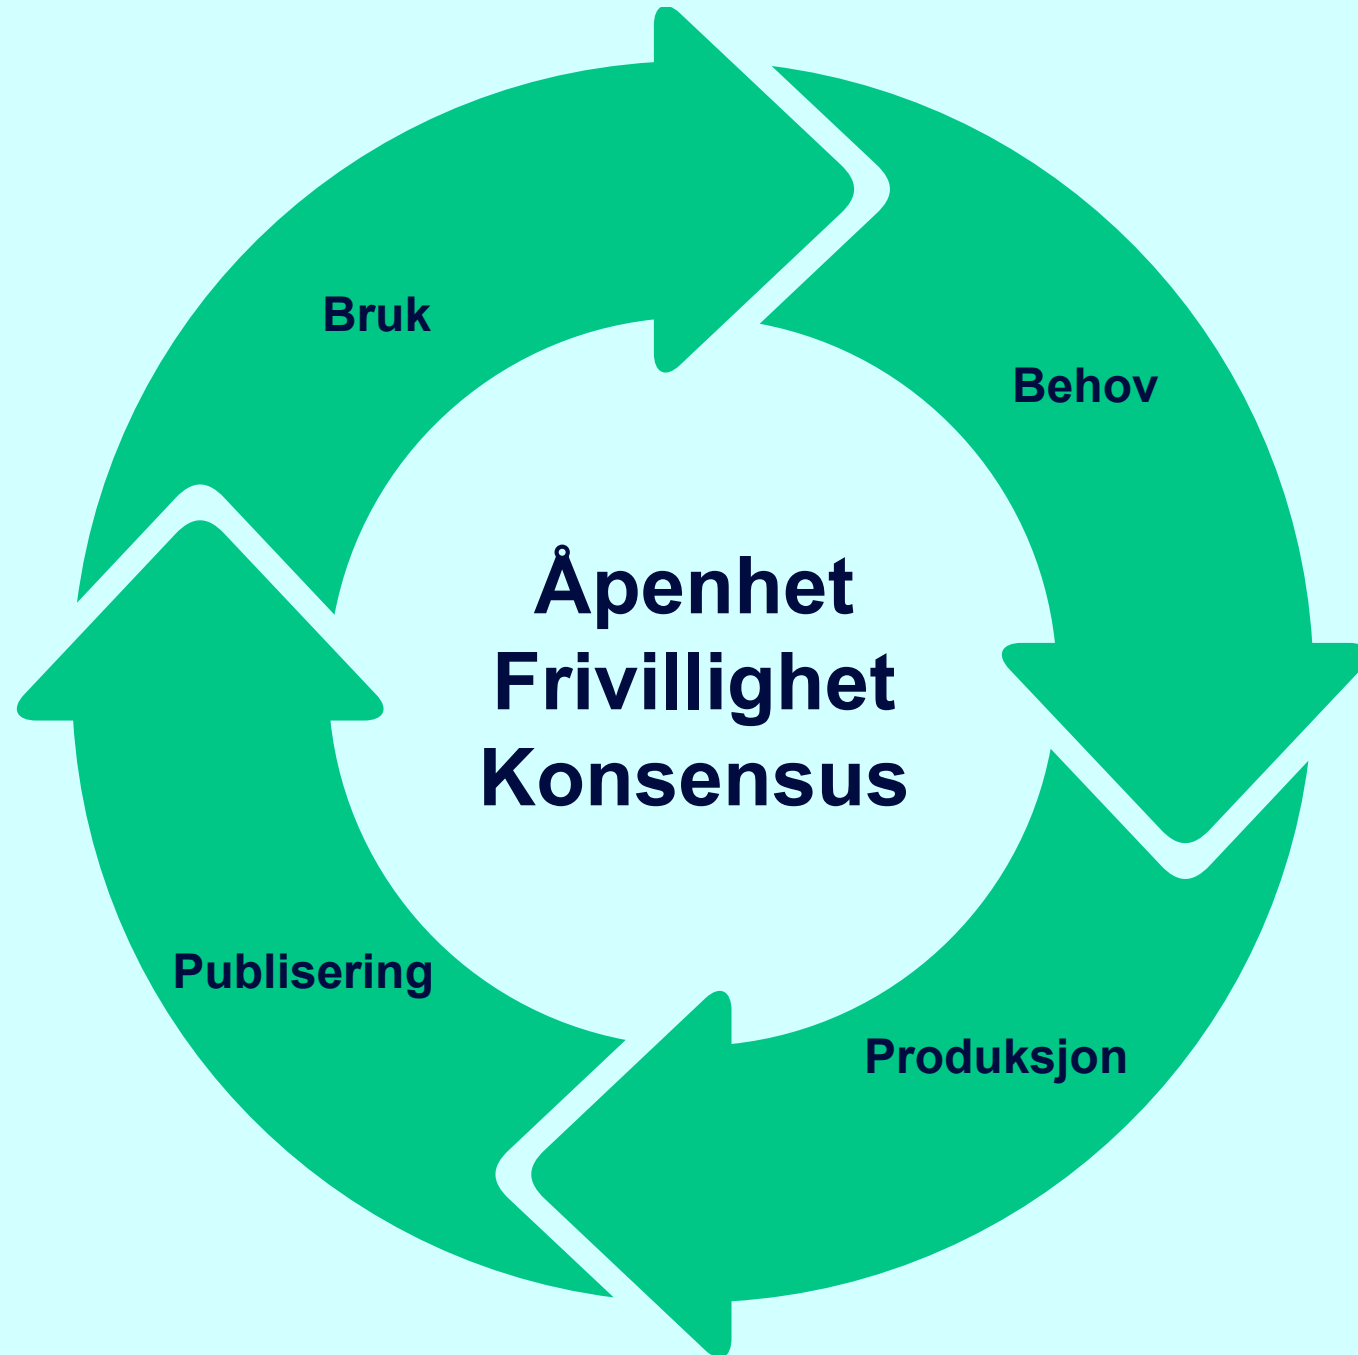 Bruk
Behov
Åpenhet
Frivillighet
Konsensus
Publisering
Produksjon